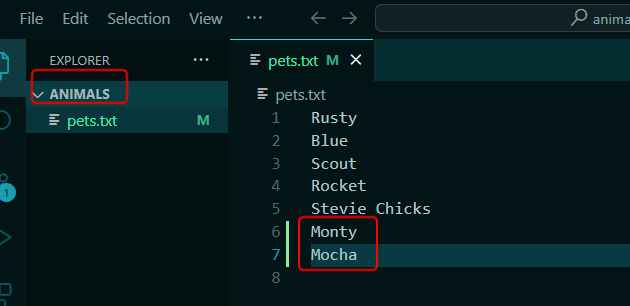 File Edit Selection View ...
anima
EXPLORER ...
ANIMALS
pets.txt M
pets.txt M
pets.txt
1 Rusty
2 Blue
3 Scout
4 Rocket
5 Stevie Chicks
6 Monty
7 Mocha
8
1